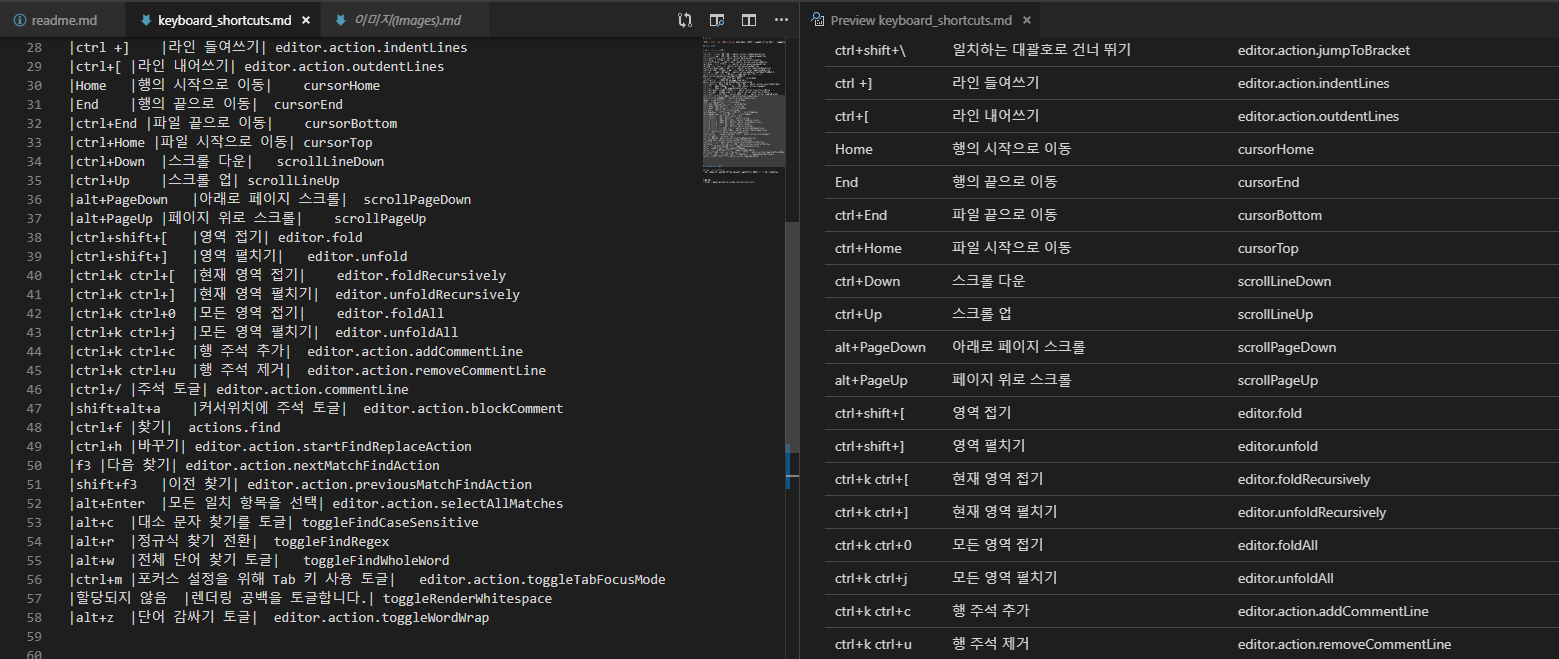 readme.md keyboard_shortcuts.md × 이미지(Images).md
28 |ctrl +] |라인 들여쓰기| editor.action.indentLines
29 |ctrl+[ |라인 내어쓰기| editor.action.outdentLines
30 |Home |행의 시작으로 이동| cursorHome
31 |End |행의 끝으로 이동| cursorEnd
32 |ctrl+End |파일 끝으로 이동| cursorBottom
33 |ctrl+Home |파일 시작으로 이동| cursorTop
34 |ctrl+Down |스크롤 다운| scrollLineDown
35 |ctrl+Up |스크롤 업| scrollLineUp
36 |alt+PageDown |아래로 페이지 스크롤| scrollPageDown
37 |alt+PageUp |페이지 위로 스크롤| scrollPageUp
38 |ctrl+shift+[ |영역 접기| editor.fold
39 |ctrl+shift+] |영역 펼치기| editor.unfold
40 |ctrl+k ctrl+[ |현재 영역 접기| editor.foldRecursively
41 |ctrl+k ctrl+] |현재 영역 펼치기| editor.unfoldRecursively
42 |ctrl+k ctrl+0 |모든 영역 접기| editor.foldAll
43 |ctrl+k ctrl+j |모든 영역 펼치기| editor.unfoldAll
44 |ctrl+k ctrl+c |행 주석 추가| editor.action.addCommentLine
45 |ctrl+k ctrl+u |행 주석 제거| editor.action.removeCommentLine
46 |ctrl+/ |주석 토글| editor.action.commentLine
47 |shift+alt+a |커서위치에 주석 토글| editor.action.blockComment
48 |ctrl+f |찾기| actions.find
49 |ctrl+h |바꾸기| editor.action.startFindReplaceAction
50 |f3 |다음 찾기| editor.action.nextMatchFindAction
51 |shift+f3 |이전 찾기| editor.action.previousMatchFindAction
52 |alt+Enter |모든 일치 항목을 선택| editor.action.selectAllMatches
53 |alt+c |대소 문자 찾기를 토글| toggleFindCaseSensitive
54 |alt+r |정규식 찾기 전환| toggleFindRegex
55 |alt+w |전체 단어 찾기 토글| toggleFindWholeWord
56 |ctrl+m |포커스 설정을 위해 Tab 키 사용 토글| editor.action.toggleTabFocusMode
57 |할당되지 않음 |렌더링 공백을 토글합니다.| toggleRenderWhitespace
58 |alt+z |단어 감싸기 토글| editor.action.toggleWordWrap
59
60
Preview keyboard_shortcuts.md ×
ctrl+shift+\ 일치하는 대괄호로 건너 뛰기 editor.action.jumpToBracket
ctrl +] 라인 들여쓰기 editor.action.indentLines
ctrl+[ 라인 내어쓰기 editor.action.outdentLines
Home 행의 시작으로 이동 cursorHome
End 행의 끝으로 이동 cursorEnd
ctrl+End 파일 끝으로 이동 cursorBottom
ctrl+Home 파일 시작으로 이동 cursorTop
ctrl+Down 스크롤 다운 scrollLineDown
ctrl+Up 스크롤 업 scrollLineUp
alt+PageDown 아래로 페이지 스크롤 scrollPageDown
alt+PageUp 페이지 위로 스크롤 scrollPageUp
ctrl+shift+[ 영역 접기 editor.fold
ctrl+shift+] 영역 펼치기 editor.unfold
ctrl+k ctrl+[ 현재 영역 접기 editor.foldRecursively
ctrl+k ctrl+] 현재 영역 펼치기 editor.unfoldRecursively
ctrl+k ctrl+0 모든 영역 접기 editor.foldAll
ctrl+k ctrl+j 모든 영역 펼치기 editor.unfoldAll
ctrl+k ctrl+c 행 주석 추가 editor.action.addCommentLine
ctrl+k ctrl+u 행 주석 제거 editor.action.removeCommentLine